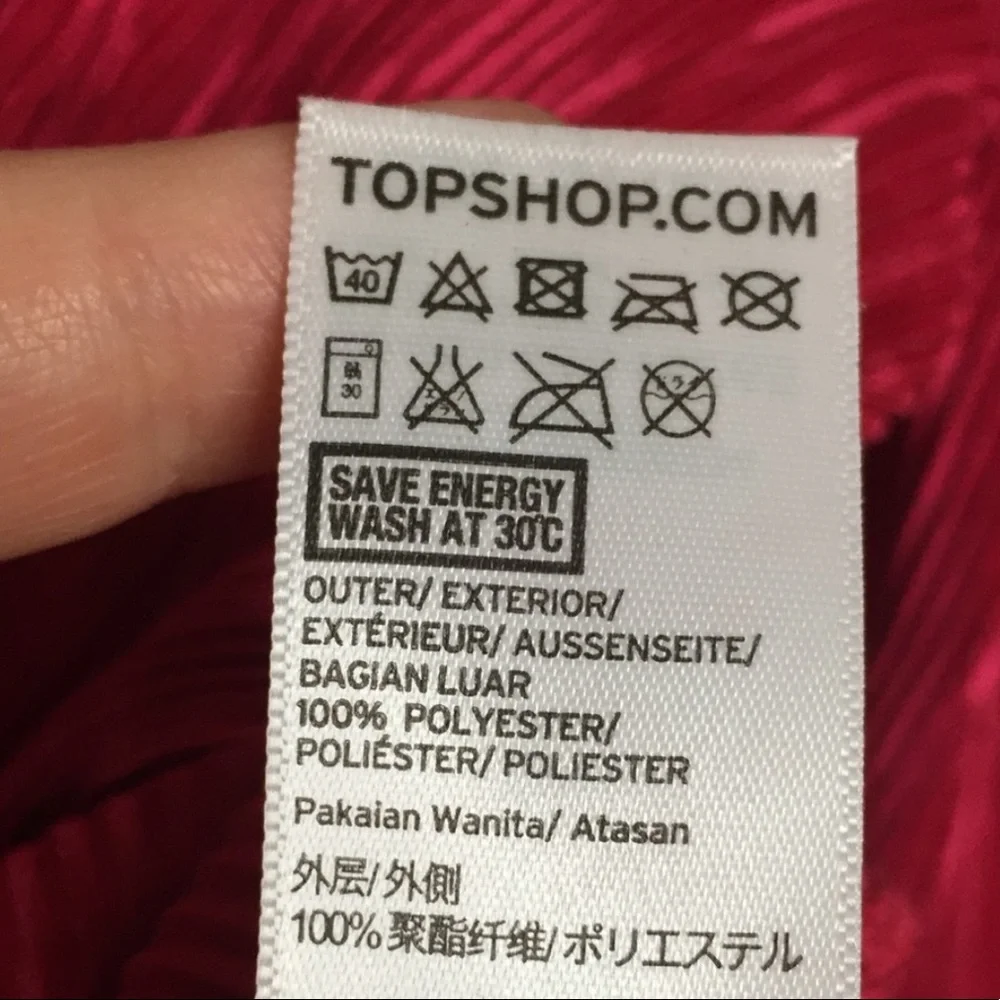 TOPSHOP.COM
40
弱
30
SAVE ENERGY
WASH AT 30°C
OUTER/ EXTERIOR/
EXTÉRIEUR/ AUSSENSEITE/
BAGIAN LUAR
100% POLYESTER/
POLIÉSTER/ POLIESTER
Pakaian Wanita/ Atasan
外层/外側
100%聚酯纤维/ポリエステル